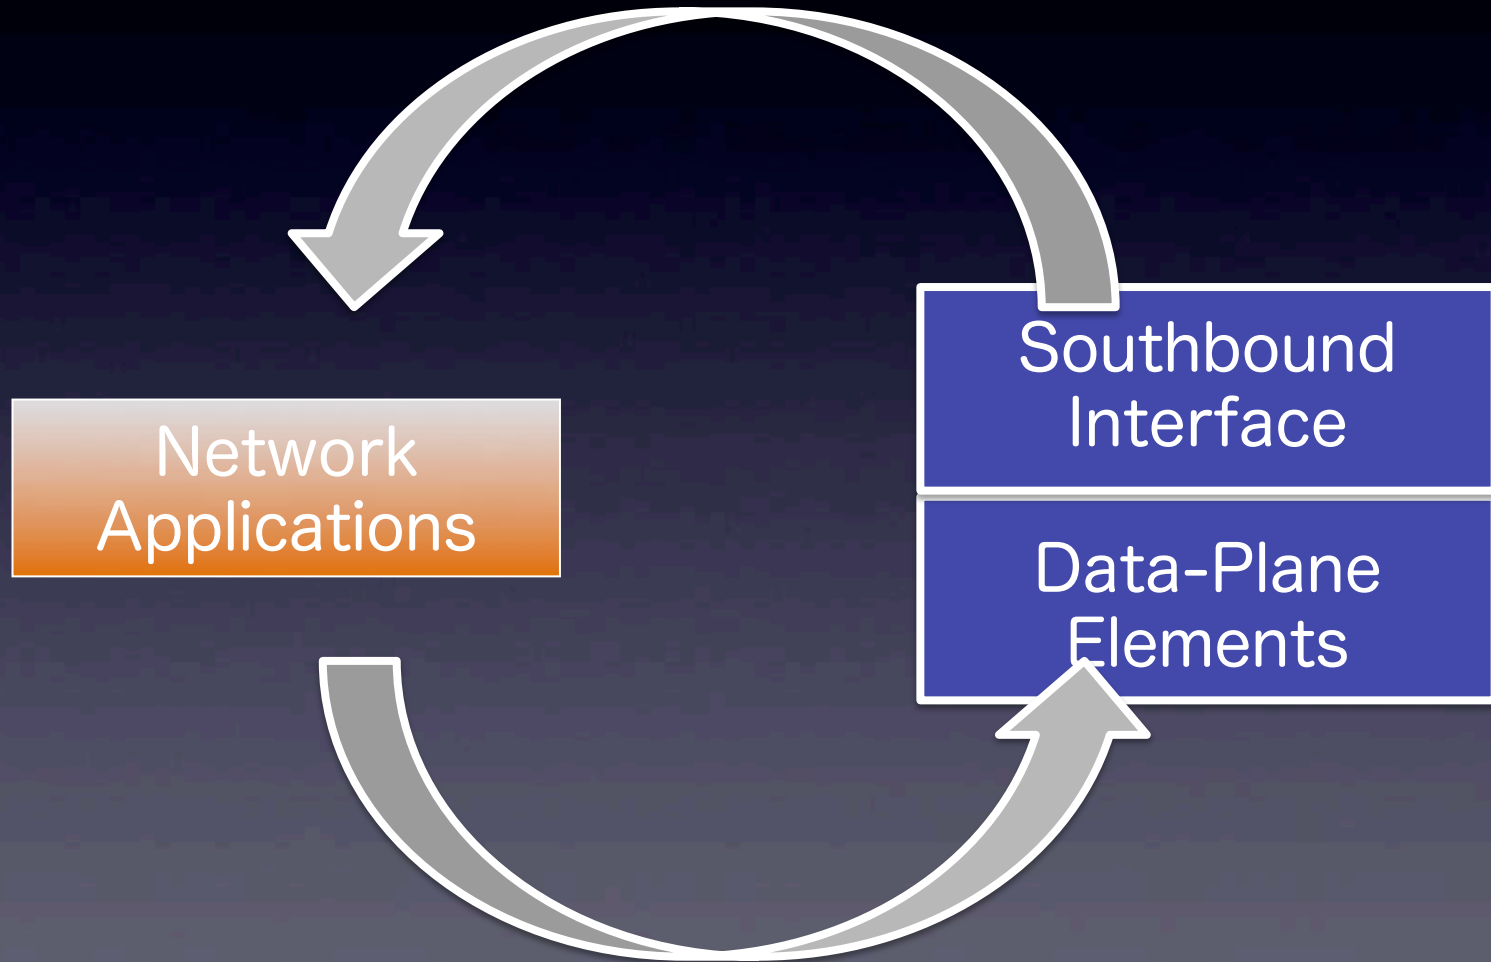 Network
Applications
Southbound
Interface
Data-Plane
Elements